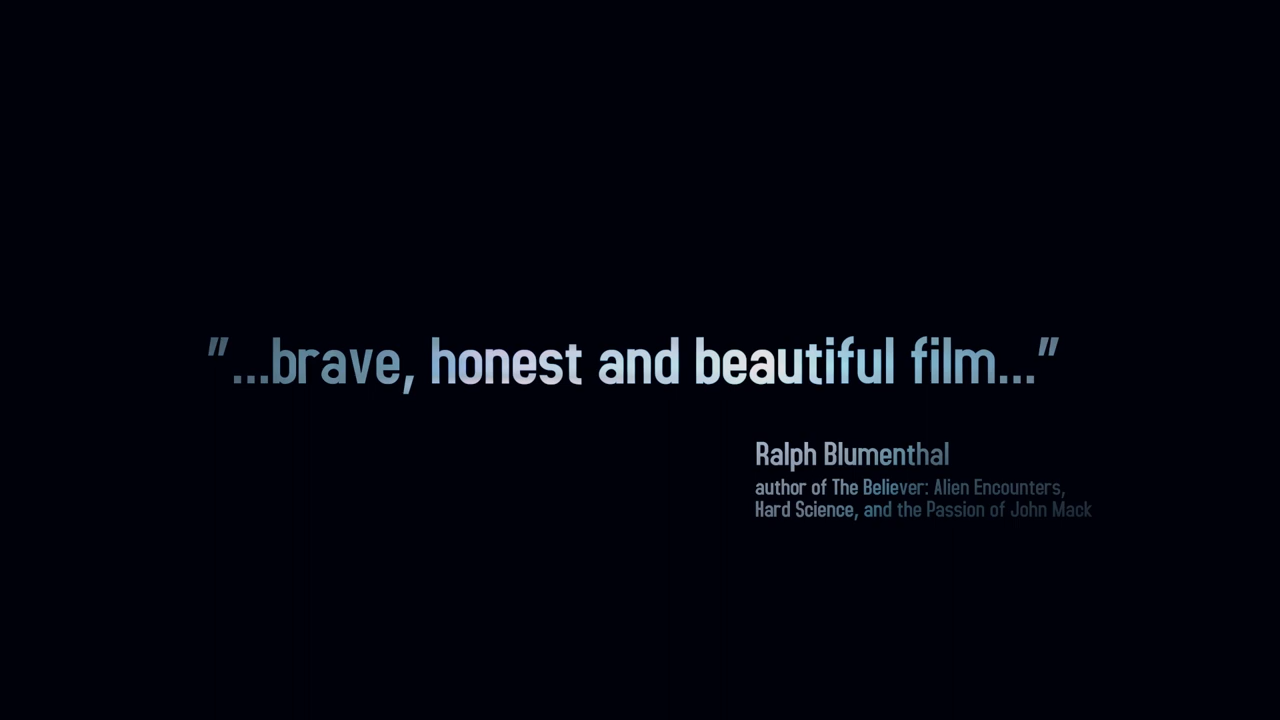 "...brave, honest and beautiful film..."
Ralph Blumenthal
author of The Believer: Alien Encounters,
Hard Science, and the Passion of John Mack